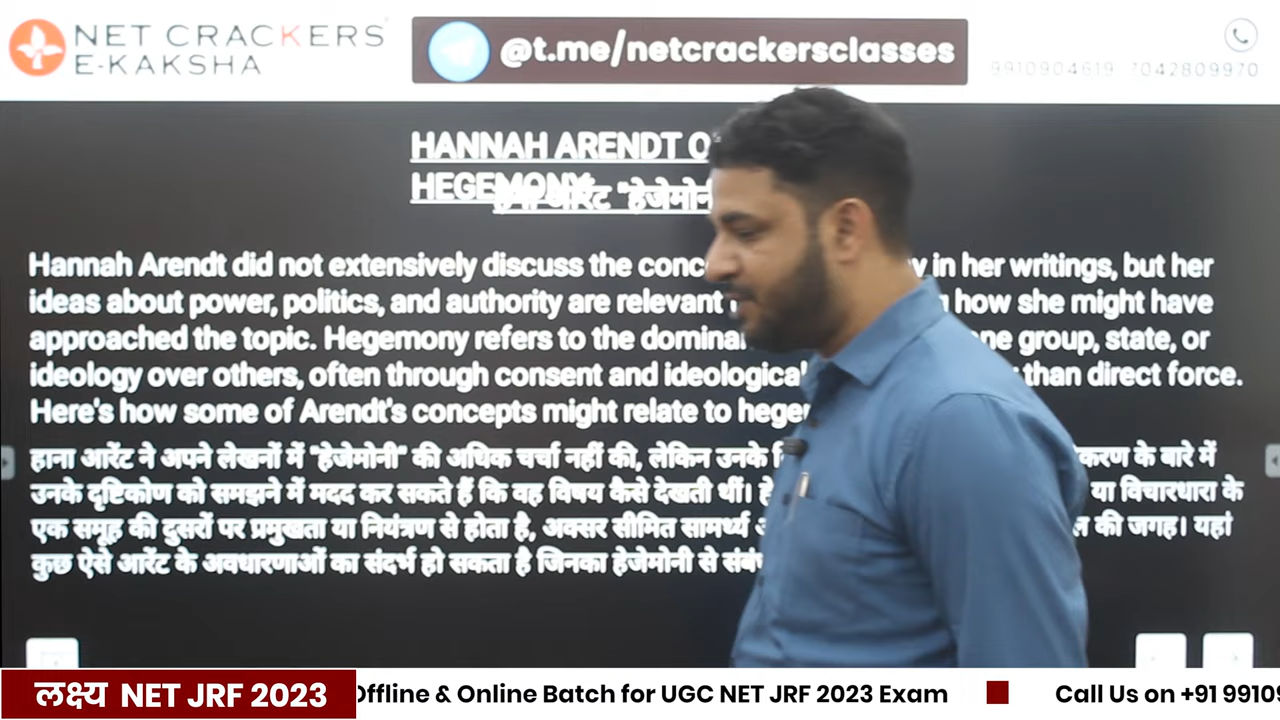 NET CRACKERS
E-KAKSHA
@t.me/netcrackersclasses
9910904619 7042809970
HANNAH ARENDT O
HEGEMONY
आरेंट "हेजेमोनी
Hannah Arendt did not extensively discuss the in her writings, but her
ideas about power, politics, and authority are relevant how she might have
approached the topic. Hegemony refers to the group, state, or
ideology over others, often through consent and ideological than direct force.
Here's how some of Arendt's concepts might relate to
हाना आरेंट ने अपने लेखनों में "हेजेमोनी" की अधिक चर्चा नहीं की, लेकिन उनके के बारे में
उनके दृष्टिकोण को समझने में मदद कर सकते हैं कि वह विषय कैसे देखती थीं। या विचारधारा के
एक समूह की दुसरों पर प्रमुखता या नियंत्रण से होता है, अक्सर सीमित सामर्थ्य की जगह। यहां
कुछ ऐसे आरेंट के अवधारणाओं का संदर्भ हो सकता है जिनका हेजेमोनी से
लक्ष्य NET JRF 2023 Offline & Online Batch for UGC NET JRF 2023 Exam Call Us on +91 9910